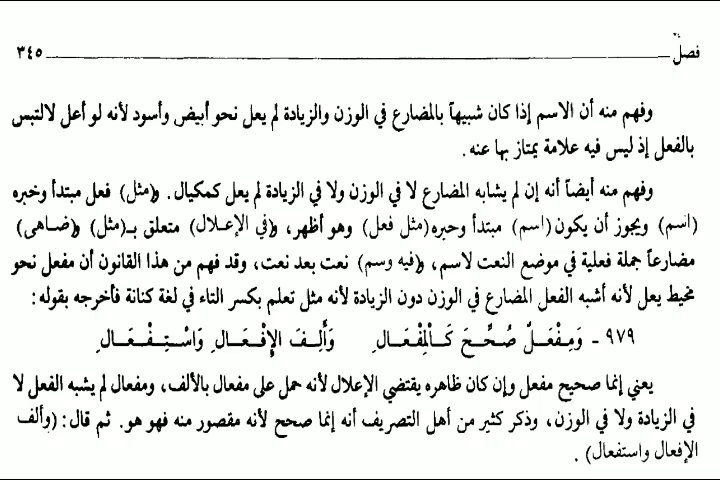 فصل ٣٤٥
وفهم منه أن الاسم إذا كان شبيهاً بالمضارع في الوزن والزيادة لم يعل نحو أبيض وأسود لأنه لو أعل لالتبس
بالفعل إذ ليس فيه علامة يمتاز بها عنه.
وفهم منه أيضاً أنه إن لم يشابه المضارع لا في الوزن ولا في الزيادة لم يعل كمكيال. و(مثل) فعل مبتدأ وخبره
(اسم) ويجوز أن يكون (اسم) مبتدأ وحبره (مثل فعل) وهو أظهر، و(في الإعلال) متعلق بـ(مثل) و(ضاهى)
مضارعاً جملة فعلية في موضع النعت لاسم، و(فيه وسم) نعت بعد نعت، وقد فهم من هذا القانون أن مفعل نحو
مخيط يعل لأنه أشبه الفعل المضارع في الوزن دون الزيادة لأنه مثل تعلم بكسر التاء في لغة كنانة فأخرجه بقوله:
٩٧٩ - وَمِفْعَلٌ صُحِّحَ كَالْمِفْعَالِ وَأَلِفَ الإِفْعَالِ وَاسْتِفْعَالِ
يعني إنما صحيح مفعل وإن كان ظاهره يقتضي الإعلال لأنه حمل على مفعال بالألف، ومفعال لم يشبه الفعل لا
في الزيادة ولا في الوزن، وذكر كثير من أهل التصريف أنه إنما صحح لأنه مقصور منه فهو هو. ثم قال: (وألف
الإفعال واستفعال).